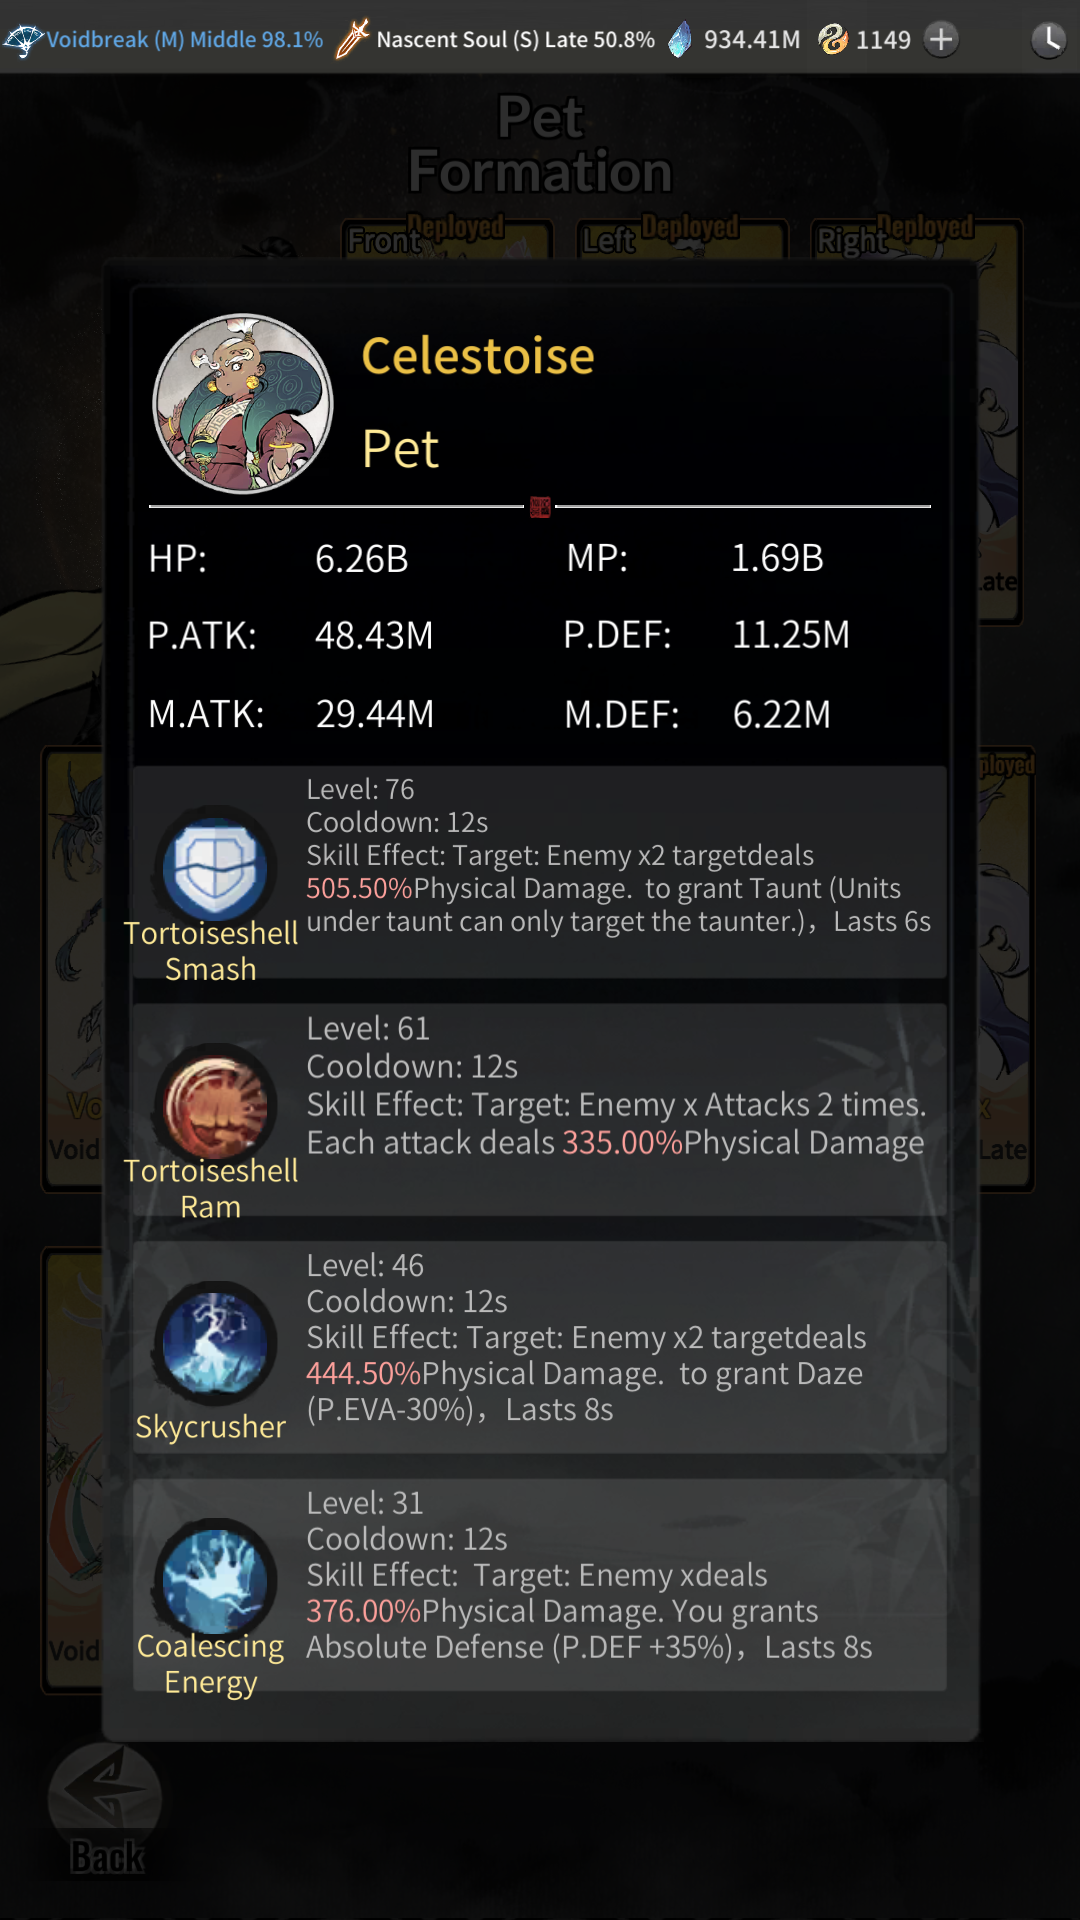 Voidbreak (M) Middle 98.1% Nascent Soul (S) Late 50.8% 934.41M 1149
Pet
Formation
Front Deployed Left Deployed Right Deployed
Celestoise
Pet
HP: 6.26B MP: 1.69B
Late
P.ATK: 48.43M P.DEF: 11.25M
M.ATK: 29.44M M.DEF: 6.22M
Level: 76
Cooldown: 12s
Skill Effect: Target: Enemy x2 targetdeals
505.50%Physical Damage. to grant Taunt (Units
under taunt can only target the taunter.), Lasts 6s
Tortoiseshell
Smash
Level: 61
Cooldown: 12s
Skill Effect: Target: Enemy x Attacks 2 times.
Each attack deals 335.00%Physical Damage
Tortoiseshell
Ram
Void
Late
Level: 46
Cooldown: 12s
Skill Effect: Target: Enemy x2 targetdeals
444.50%Physical Damage. to grant Daze
(P.EVA-30%), Lasts 8s
Skycrusher
Level: 31
Cooldown: 12s
Skill Effect: Target: Enemy xdeals
376.00%Physical Damage. You grants
Absolute Defense (P.DEF +35%), Lasts 8s
Coalescing
Energy
Void
Back